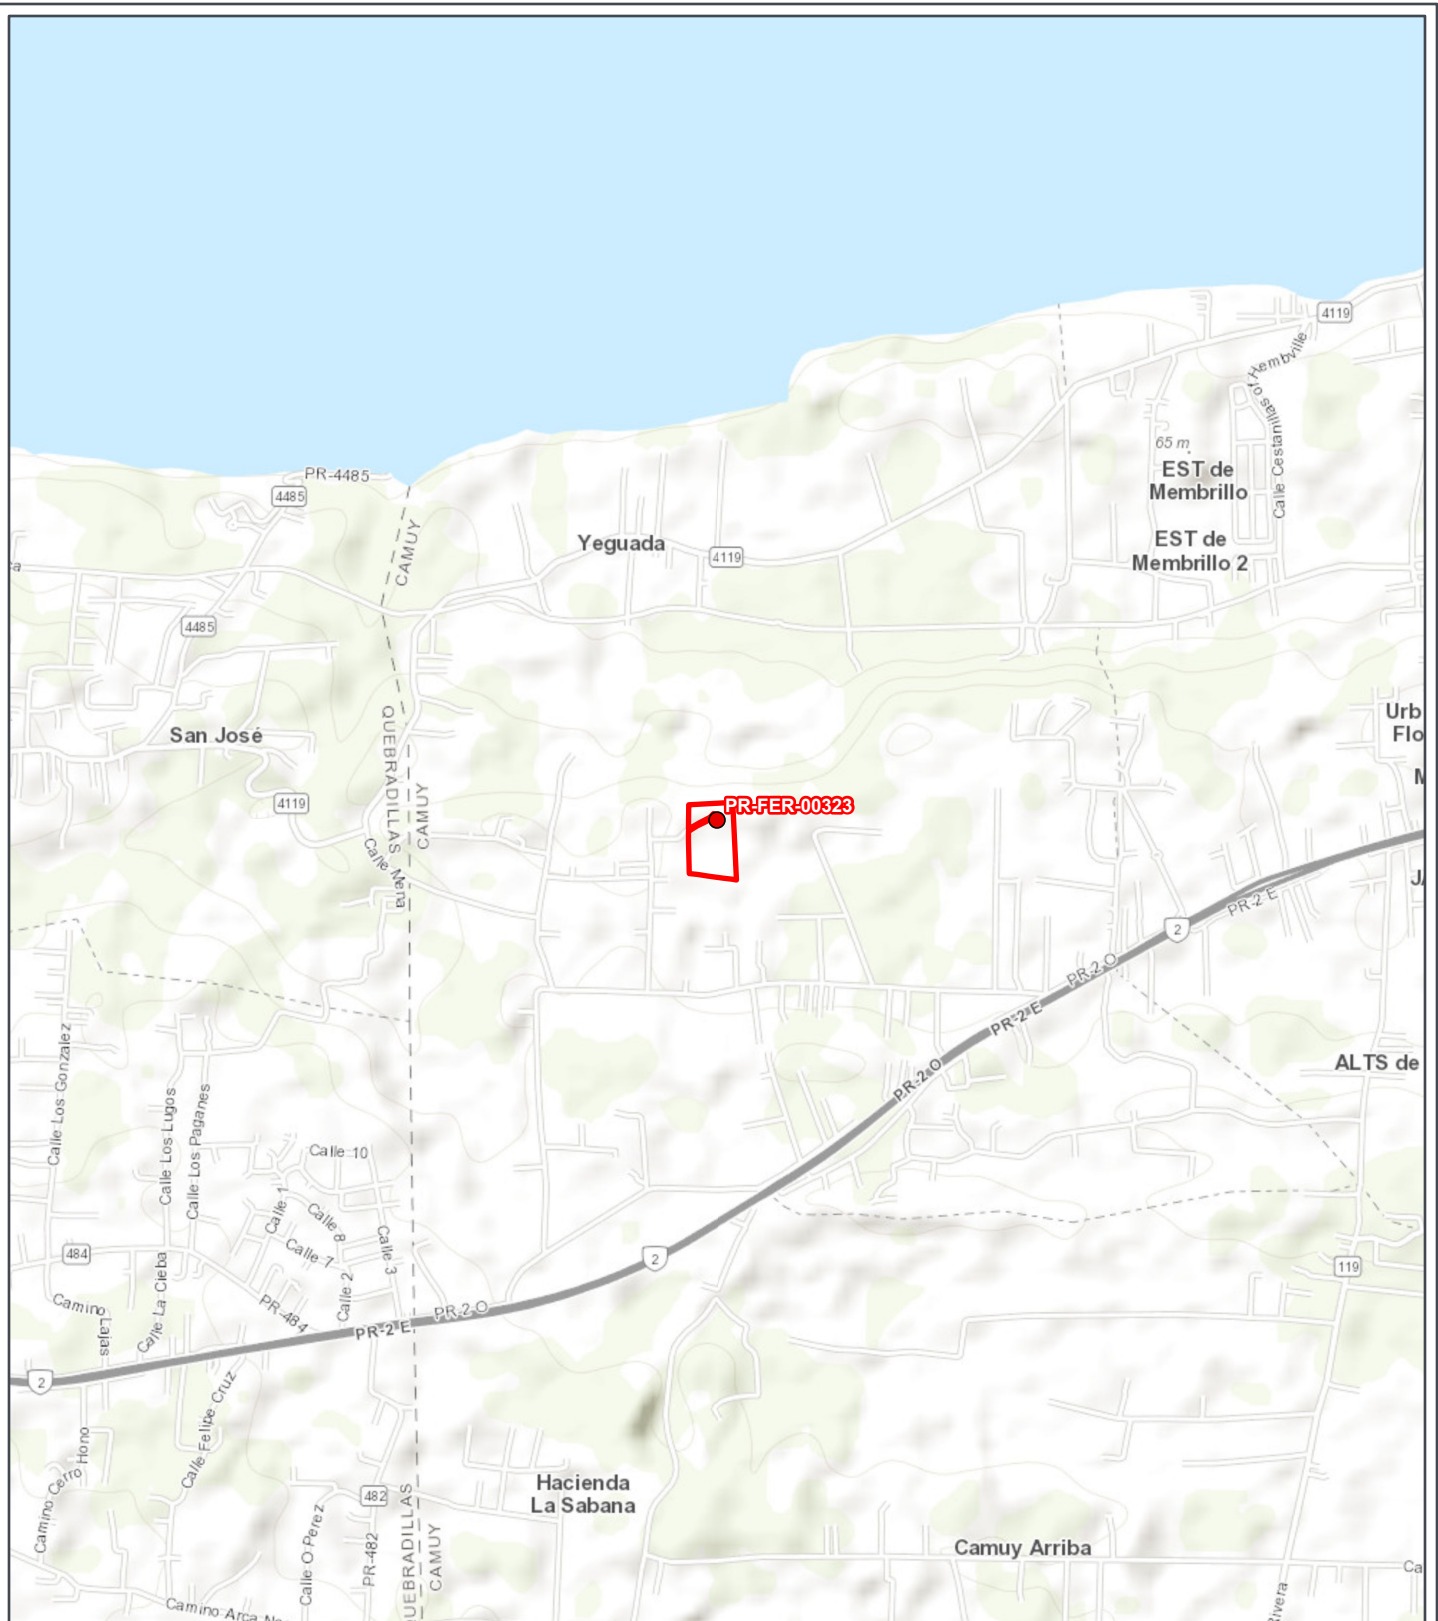 4119
65 m
EST de
Membrillo
EST de
Membrillo 2
Calle Cestanillas of Hembville
PR-4485
4485
CAMUY
Yeguada
4119
4485
San José
QUEBRADILLAS
CAMUY
4119
Calle Mena
PR-FER-00323
Urb
Flo
M
PR-2 E
2
PR-2 O
PR-2 E
PR-2 O
ALTS de
Calle Los Gonzalez
Calle Los Lugos
Calle Los Paganes
Calle 10
Calle 1
Calle 8
Calle 7
Calle 2
Calle 3
484
2
119
Camino Lajas
Calle La Cieba
PR-484
PR-2 E
PR-2 O
2
Calle Felipe Cruz
Camino Cerro Hono
Hacienda
La Sabana
482
QUEBRADILLAS
CAMUY
Calle O Perez
PR-482
Camuy Arriba
Ca
Camino Arca